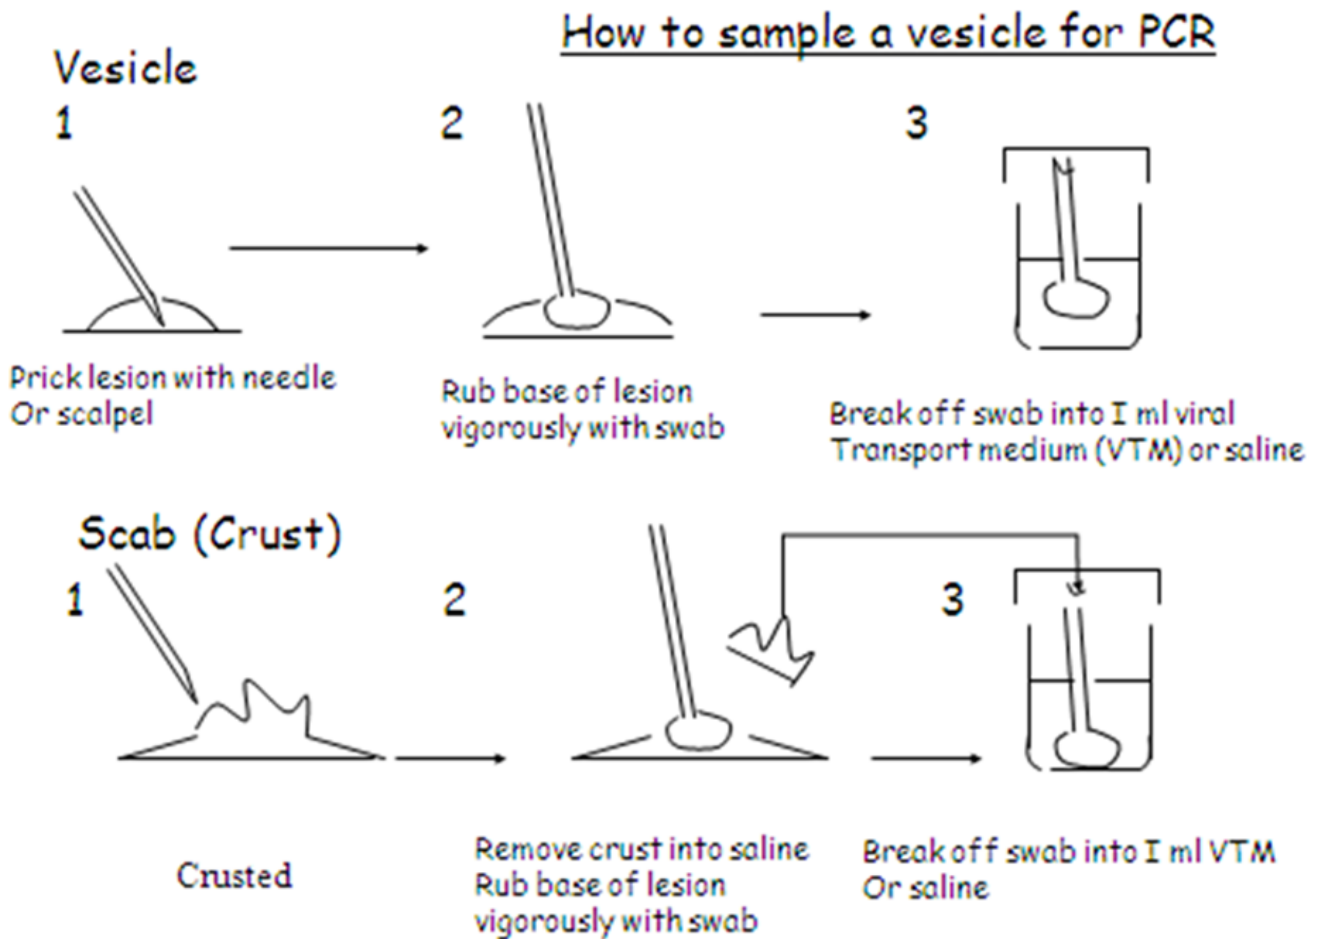 How to sample a vesicle for PCR
Vesicle
1
2
3
Prick lesion with needle
Or scalpel
Rub base of lesion
vigorously with swab
Break off swab into I ml viral
Transport medium (VTM) or saline
Scab (Crust)
1
2
3
Crusted
Remove crust into saline
Rub base of lesion
vigorously with swab
Break off swab into I ml VTM
Or saline